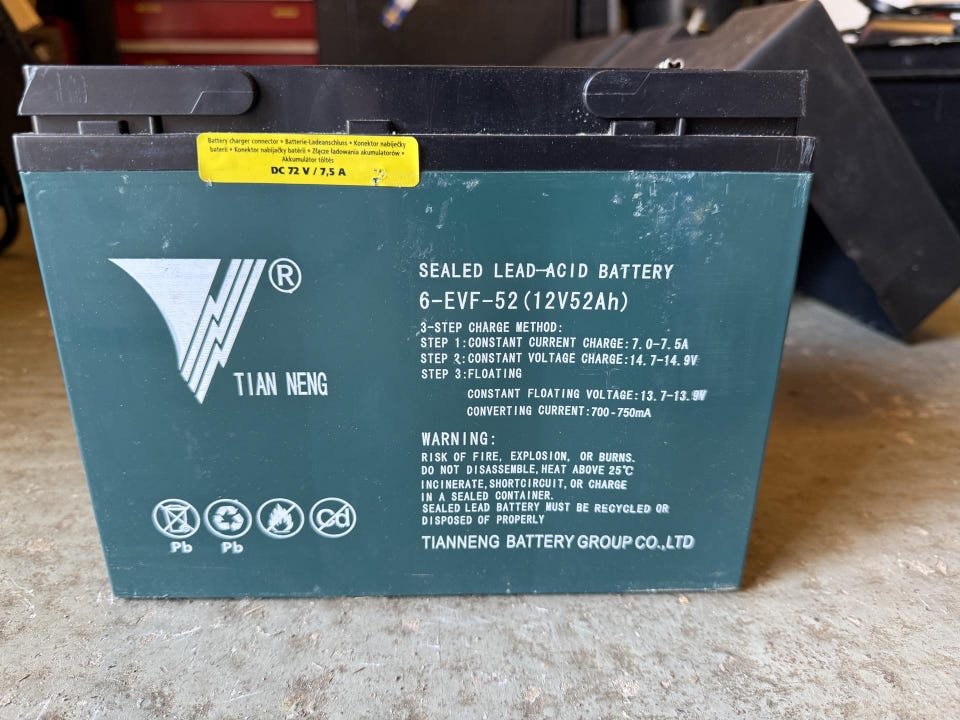 Battery charger connector • Batterie-Ladeanschluss • Konektor nabíječky
baterií • Konektor nabíjačky batérií • Złącze ładowania akumulatorów •
Akkumulátor töltés
DC 72 V / 7,5 A
®
TIAN NENG
SEALED LEAD-ACID BATTERY
6-EVF-52(12V52Ah)
3-STEP CHARGE METHOD:
STEP 1:CONSTANT CURRENT CHARGE:7.0-7.5A
STEP 2:CONSTANT VOLTAGE CHARGE:14.7-14.9V
STEP 3:FLOATING
CONSTANT FLOATING VOLTAGE:13.7-13.9V
CONVERTING CURRENT:700-750mA
WARNING:
RISK OF FIRE, EXPLOSION, OR BURNS.
DO NOT DISASSEMBLE,HEAT ABOVE 25℃
INCINERATE,SHORTCIRCUIT, OR CHARGE
IN A SEALED CONTAINER.
SEALED LEAD BATTERY MUST BE RECYCLED OR
DISPOSED OF PROPERLY
TIANNENG BATTERY GROUP CO.,LTD
Cd
Pb Pb